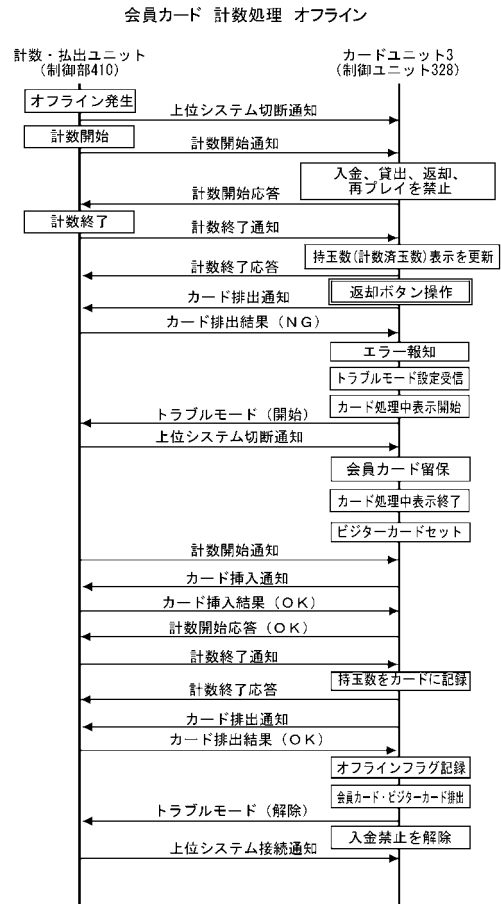 会員カード 計数処理 オフライン
計数・払出ユニット
(制御部410)
カードユニット3
(制御ユニット328)
オフライン発生
上位システム切断通知
計数開始
計数開始通知
入金、貸出、返却、
再プレイを禁止
計数開始応答
計数終了
計数終了通知
持玉数(計数済玉数)表示を更新
計数終了応答
返却ボタン操作
カード排出通知
カード排出結果(NG)
エラー報知
トラブルモード設定受信
カード処理中表示開始
トラブルモード(開始)
上位システム切断通知
会員カード留保
カード処理中表示終了
ビジターカードセット
計数開始通知
カード挿入通知
カード挿入結果(OK)
計数開始応答(OK)
計数終了通知
持玉数をカードに記録
計数終了応答
カード排出通知
カード排出結果(OK)
オフラインフラグ記録
会員カード・ビジターカード排出
トラブルモード(解除)
入金禁止を解除
上位システム接続通知